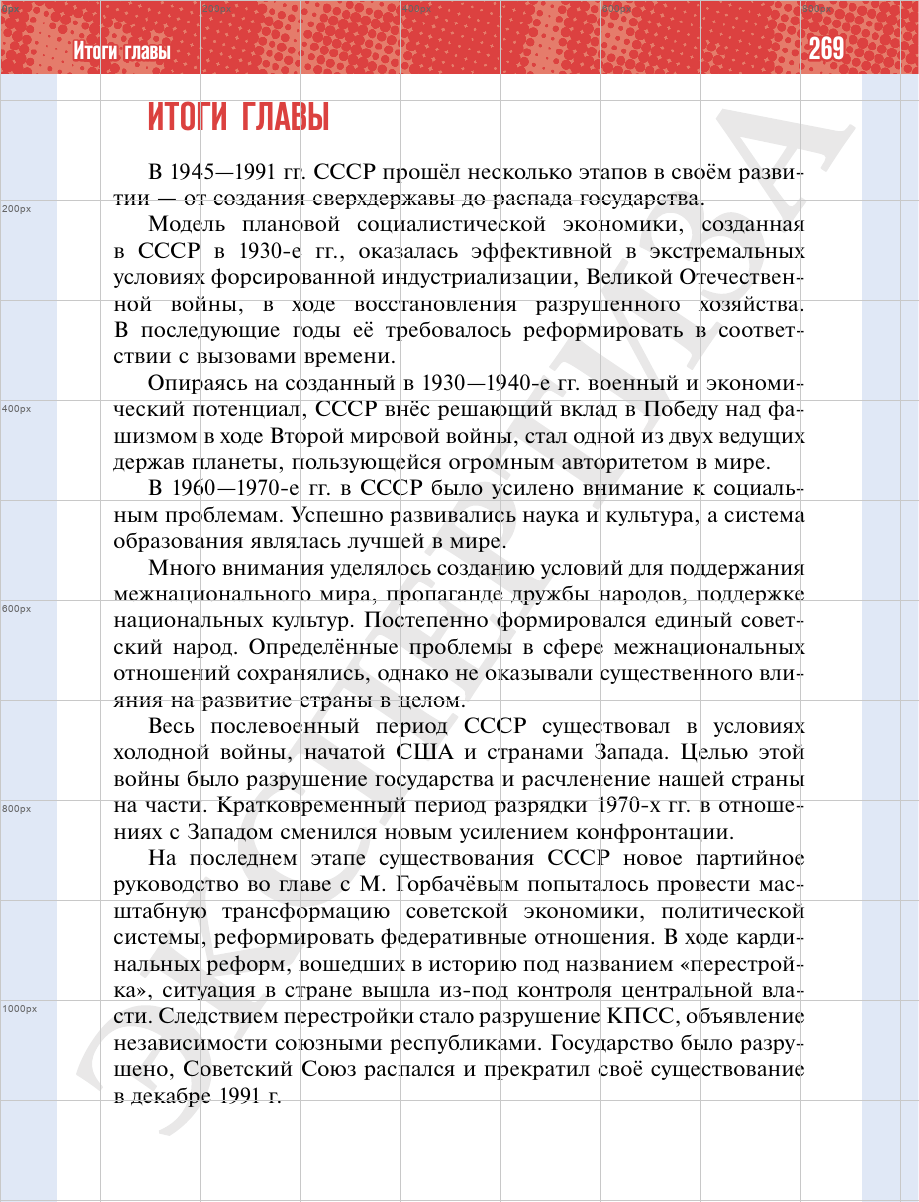 Итоги главы
269
ИТОГИ ГЛАВЫ
В 1945—1991 гг. СССР прошёл несколько этапов в своём разви-
тии — от создания сверхдержавы до распада государства.
Модель плановой социалистической экономики, созданная
в СССР в 1930-е гг., оказалась эффективной в экстремальных
условиях форсированной индустриализации, Великой Отечествен-
ной войны, в ходе восстановления разрушенного хозяйства.
В последующие годы её требовалось реформировать в соответ-
ствии с вызовами времени.
Опираясь на созданный в 1930—1940-е гг. военный и экономи-
ческий потенциал, СССР внёс решающий вклад в Победу над фа-
шизмом в ходе Второй мировой войны, стал одной из двух ведущих
держав планеты, пользующейся огромным авторитетом в мире.
В 1960—1970-е гг. в СССР было усилено внимание к социаль-
ным проблемам. Успешно развивались наука и культура, а система
образования являлась лучшей в мире.
Много внимания уделялось созданию условий для поддержания
межнационального мира, пропаганде дружбы народов, поддержке
национальных культур. Постепенно формировался единый совет-
ский народ. Определённые проблемы в сфере межнациональных
отношений сохранялись, однако не оказывали существенного вли-
яния на развитие страны в целом.
Весь послевоенный период СССР существовал в условиях
холодной войны, начатой США и странами Запада. Целью этой
войны было разрушение государства и расчленение нашей страны
на части. Кратковременный период разрядки 1970-х гг. в отноше-
ниях с Западом сменился новым усилением конфронтации.
На последнем этапе существования СССР новое партийное
руководство во главе с М. Горбачёвым попыталось провести мас-
штабную трансформацию советской экономики, политической
системы, реформировать федеративные отношения. В ходе карди-
нальных реформ, вошедших в историю под названием «перестрой-
ка», ситуация в стране вышла из-под контроля центральной вла-
сти. Следствием перестройки стало разрушение КПСС, объявление
независимости союзными республиками. Государство было разру-
шено, Советский Союз распался и прекратил своё существование
в декабре 1991 г.
ЭКСПЕРТИЗА
200px
400px
600px
800px
1000px